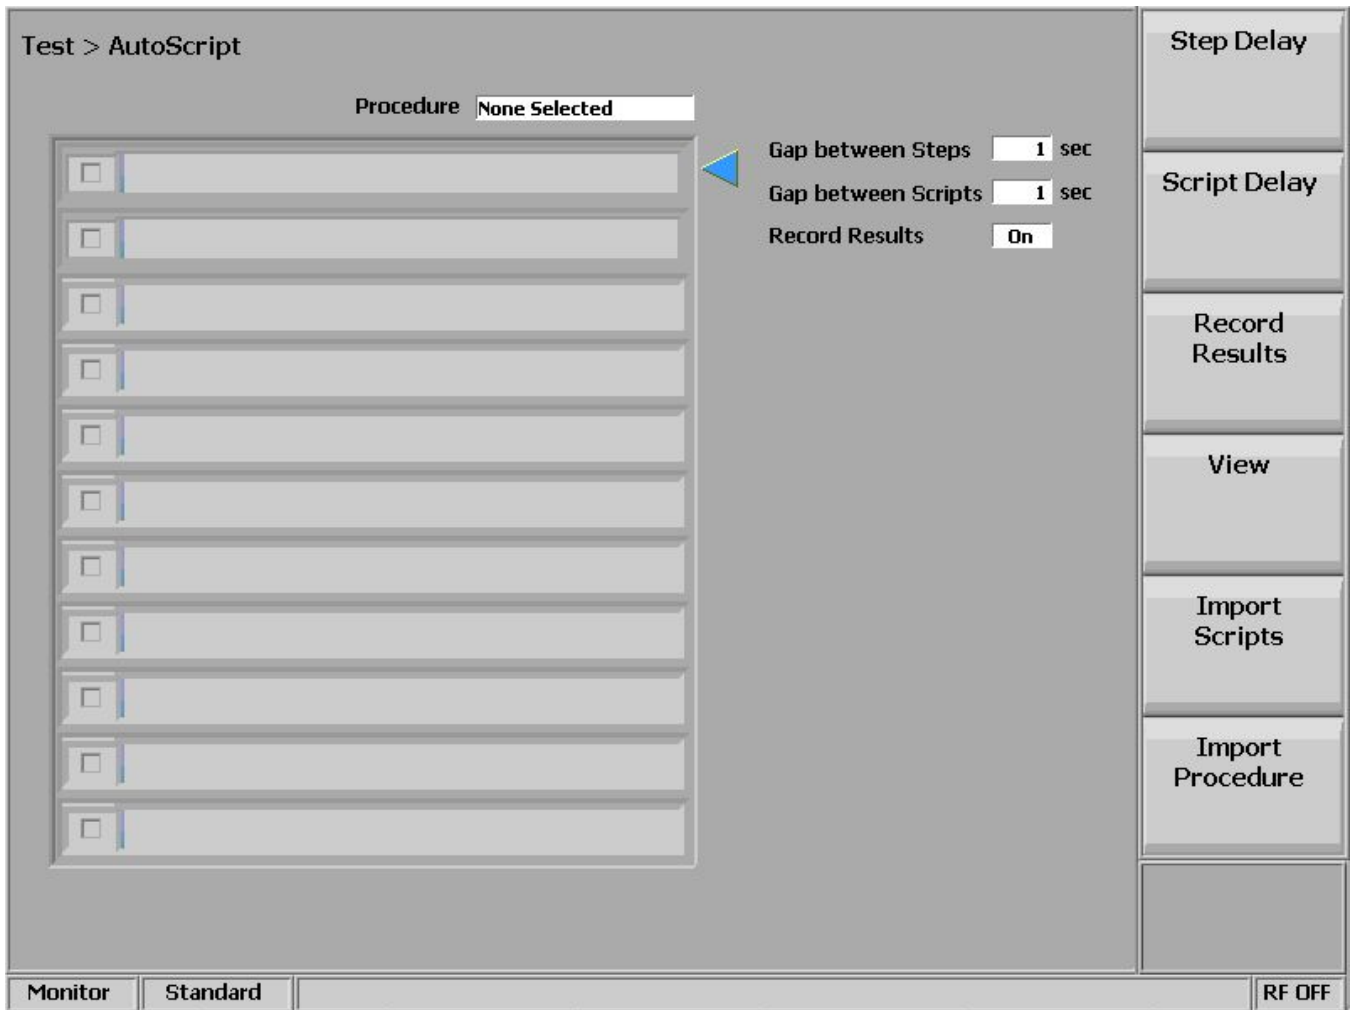 Test > AutoScript
Procedure None Selected
Gap between Steps 1 sec
Gap between Scripts 1 sec
Record Results On
Step Delay
Script Delay
Record
Results
View
Import
Scripts
Import
Procedure
Monitor Standard RF OFF